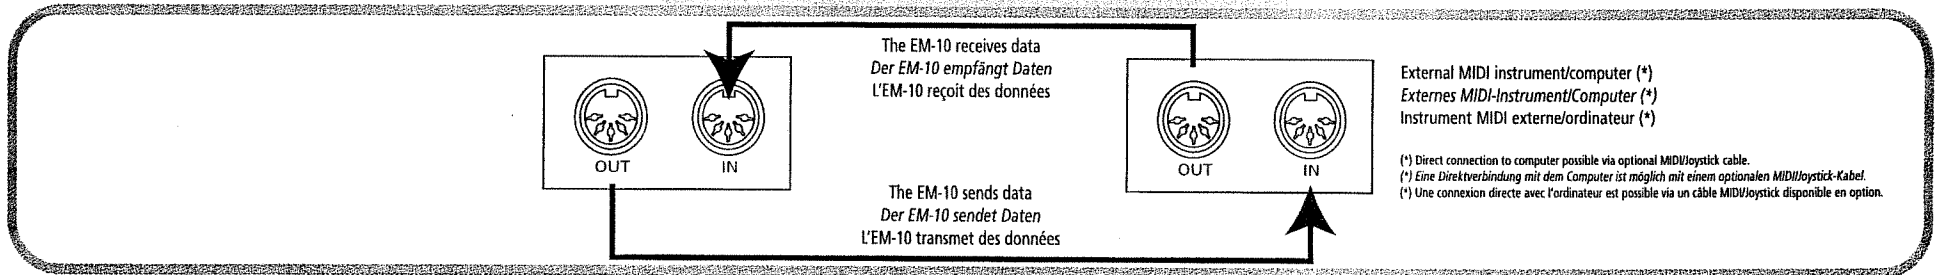 The EM-10 receives data
Der EM-10 empfängt Daten
L'EM-10 reçoit des données
OUT
IN
The EM-10 sends data
Der EM-10 sendet Daten
L'EM-10 transmet des données
OUT
IN
External MIDI instrument/computer (*)
Externes MIDI-Instrument/Computer (*)
Instrument MIDI externe/ordinateur (*)
(*) Direct connection to computer possible via optional MIDI/Joystick cable.
(*) Eine Direktverbindung mit dem Computer ist möglich mit einem optionalen MIDI/Joystick-Kabel.
(*) Une connexion directe avec l'ordinateur est possible via un câble MIDI/Joystick disponible en option.